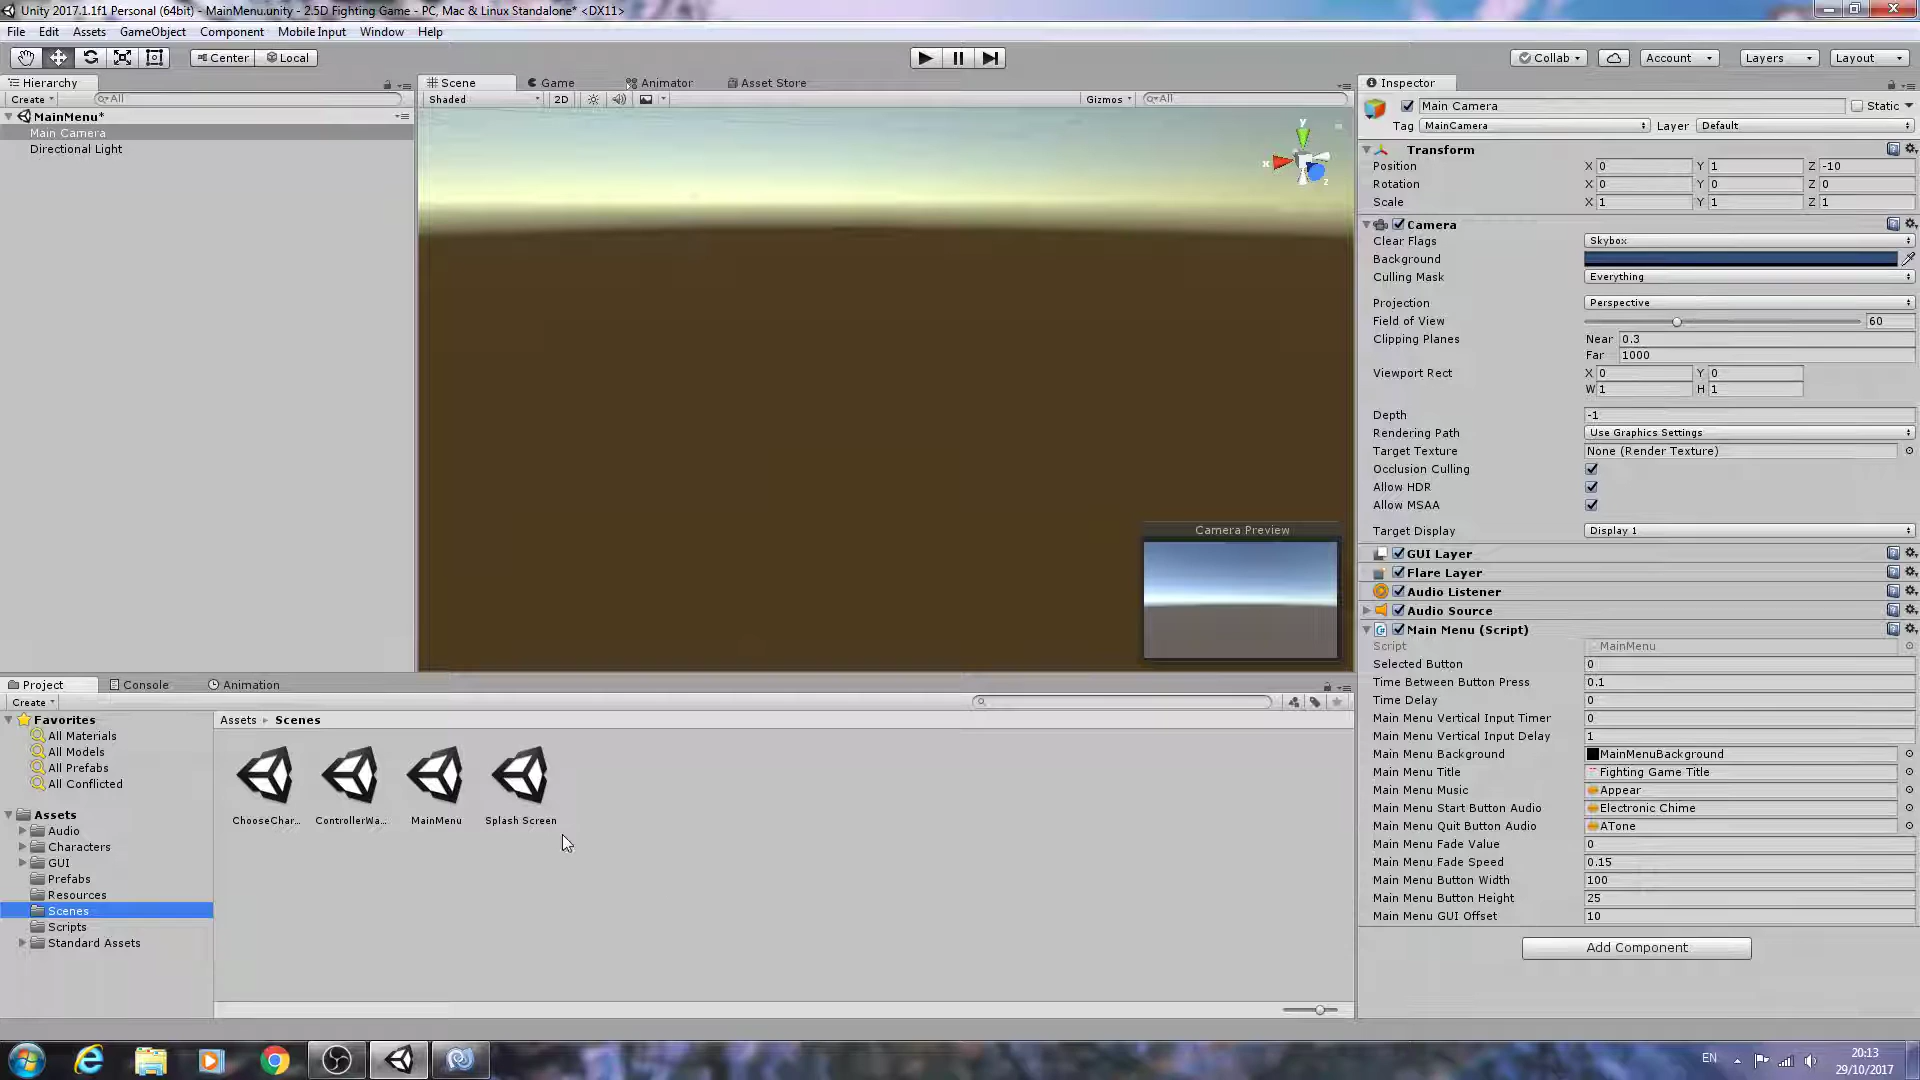 Unity 2017.1.1f1 Personal (64bit) - MainMenu.unity - 2.5D Fighting Game - PC, Mac & Linux Standalone* <DX11>
File Edit Assets GameObject Component Mobile Input Window Help
Center Local Collab Account Layers Layout
Hierarchy
Create All
MainMenu*
Main Camera
Directional Light
Scene Game Animator Asset Store
Shaded 2D Gizmos All
y
x
z
Camera Preview
Inspector
Main Camera Static
Tag MainCamera Layer Default
Transform
Position X 0 Y 1 Z -10
Rotation X 0 Y 0 Z 0
Scale X 1 Y 1 Z 1
Camera
Clear Flags Skybox
Background
Culling Mask Everything
Projection Perspective
Field of View 60
Clipping Planes Near 0.3
Far 1000
Viewport Rect X 0 Y 0
W 1 H 1
Depth -1
Rendering Path Use Graphics Settings
Target Texture None (Render Texture)
Occlusion Culling
Allow HDR
Allow MSAA
Target Display Display 1
GUI Layer
Flare Layer
Audio Listener
Audio Source
Main Menu (Script)
Script MainMenu
Selected Button 0
Time Between Button Press 0.1
Time Delay 0
Main Menu Vertical Input Timer 0
Main Menu Vertical Input Delay 1
Main Menu Background MainMenuBackground
Main Menu Title Fighting Game Title
Main Menu Music Appear
Main Menu Start Button Audio Electronic Chime
Main Menu Quit Button Audio ATone
Main Menu Fade Value 0
Main Menu Fade Speed 0.15
Main Menu Button Width 100
Main Menu Button Height 25
Main Menu GUI Offset 10
Add Component
Project Console Animation
Create
Favorites
All Materials
All Models
All Prefabs
All Conflicted
Assets
Audio
Characters
GUI
Prefabs
Resources
Scenes
Scripts
Standard Assets
Assets Scenes
ChooseChar... ControllerWa... MainMenu Splash Screen
EN
20:13
29/10/2017